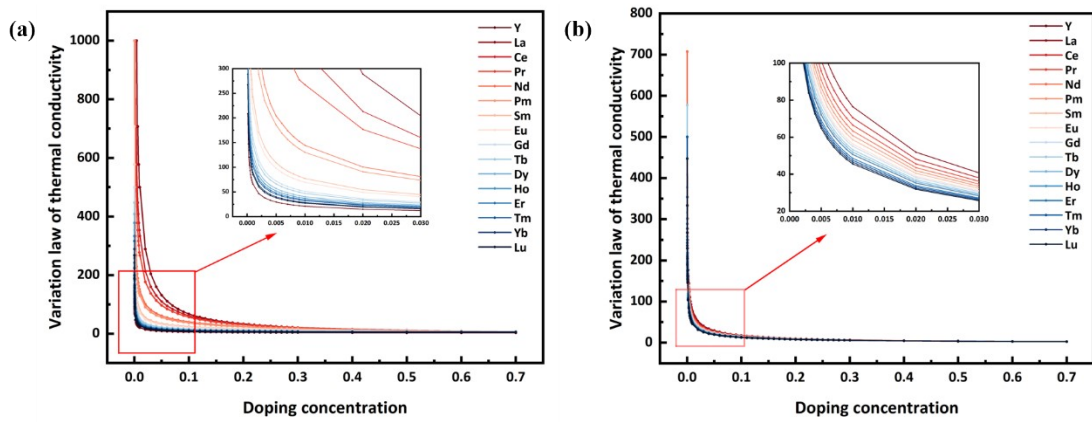 (a)
Variation law of thermal conductivity
1000
800
600
400
200
0
0.0 0.1 0.2 0.3 0.4 0.5 0.6 0.7
Doping concentration
300
250
200
150
100
50
0
0.000 0.005 0.010 0.015 0.020 0.025 0.030
Y
La
Ce
Pr
Nd
Pm
Sm
Eu
Gd
Tb
Dy
Ho
Er
Tm
Yb
Lu
(b)
Variation law of thermal conductivity
800
700
600
500
400
300
200
100
0
0.0 0.1 0.2 0.3 0.4 0.5 0.6 0.7
Doping concentration
100
80
60
40
20
0.000 0.005 0.010 0.015 0.020 0.025 0.030
Y
La
Ce
Pr
Nd
Pm
Sm
Eu
Gd
Tb
Dy
Ho
Er
Tm
Yb
Lu